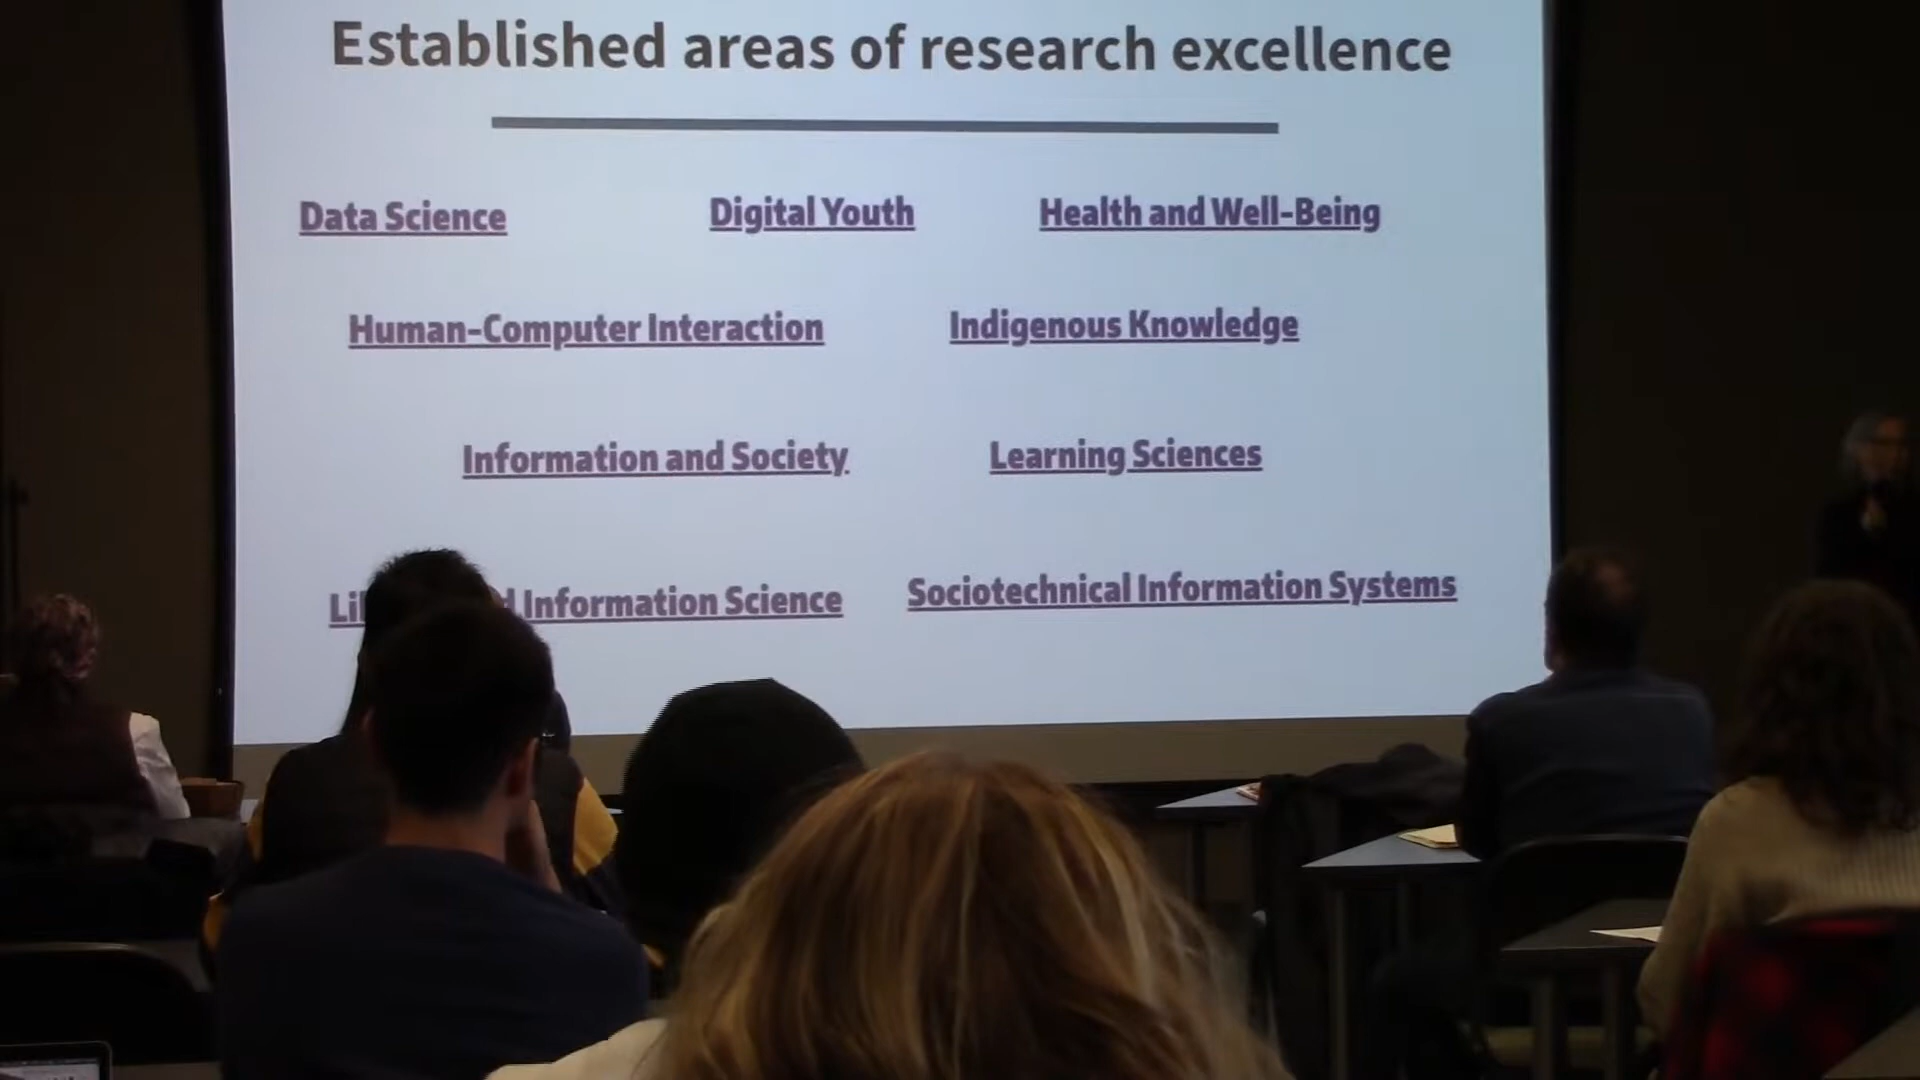 Established areas of research excellence
Data Science Digital Youth Health and Well-Being
Human-Computer Interaction Indigenous Knowledge
Information and Society
Learning Sciences
Information Science Sociotechnical Information Systems